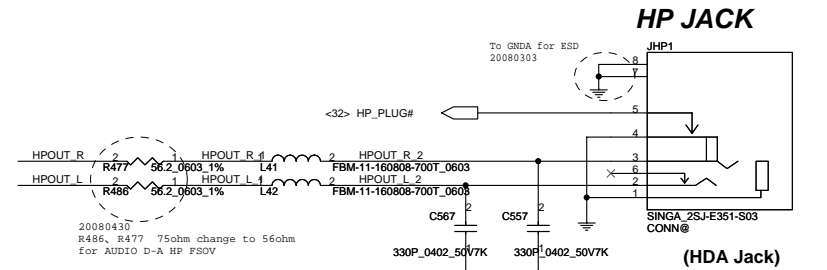 HP JACK
To GNDA for ESD
20080303
JHP1
8
7
<32> HP_PLUG#
5
4
HPOUT_R
2
1
HPOUT_R_1
1
2
HPOUT_R_2
3
R477
56.2_0603_1%
L41
FBM-11-160808-700T_0603
6
HPOUT_L
2
1
HPOUT_L_1
1
2
HPOUT_L_2
2
R486
56.2_0603_1%
L42
FBM-11-160808-700T_0603
1
20080430
R486、R477 75ohm change to 56ohm
for AUDIO D-A HP FSOV
C567
2
1
330P_0402_50V7K
C557
2
1
330P_0402_50V7K
SINGA_2SJ-E351-S03
CONN@
(HDA Jack)